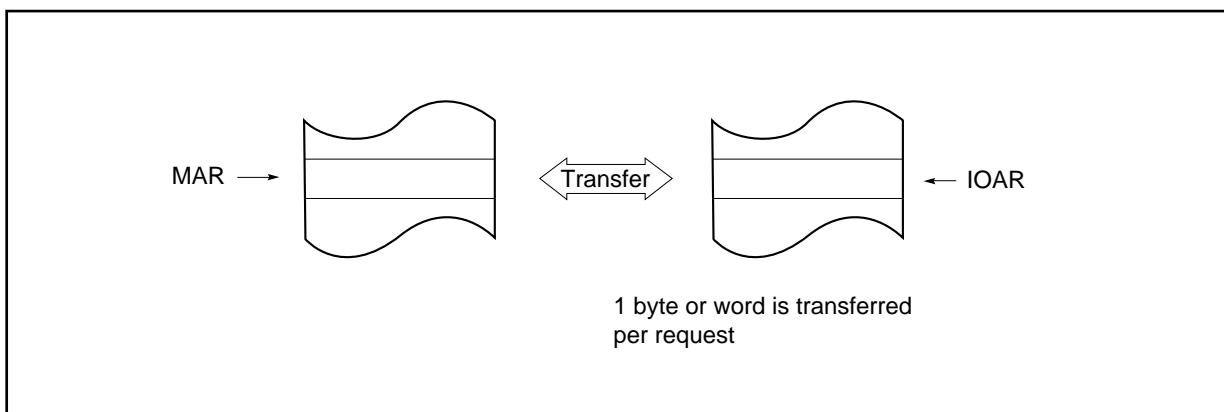 MAR
Transfer
IOAR
1 byte or word is transferred
per request